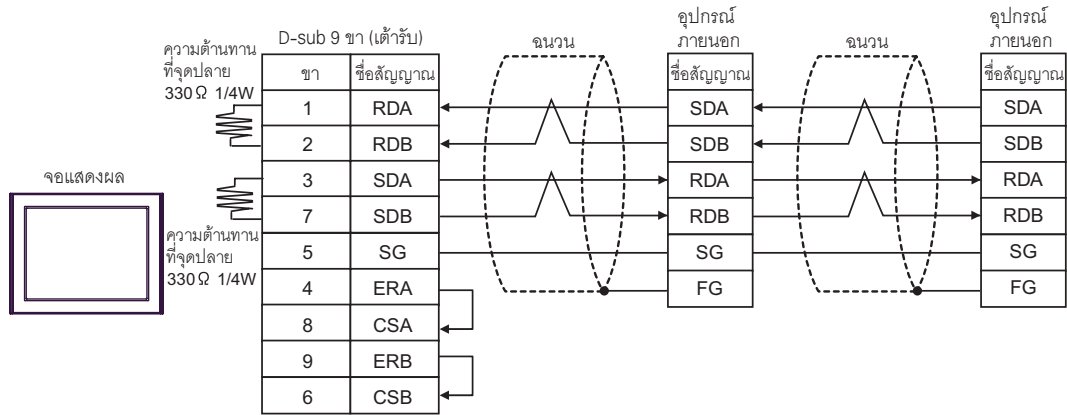 ความต้านทาน
ที่จุดปลาย
330 Ω 1/4W
จอแสดงผล
ความต้านทาน
ที่จุดปลาย
330 Ω 1/4W
D-sub 9 ขา (เต้ารับ)
ขา ชื่อสัญญาณ
1 RDA
2 RDB
3 SDA
7 SDB
5 SG
4 ERA
8 CSA
9 ERB
6 CSB
ฉนวน
อุปกรณ์
ภายนอก
ชื่อสัญญาณ
SDA
SDB
RDA
RDB
SG
FG
ฉนวน
อุปกรณ์
ภายนอก
ชื่อสัญญาณ
SDA
SDB
RDA
RDB
SG
FG